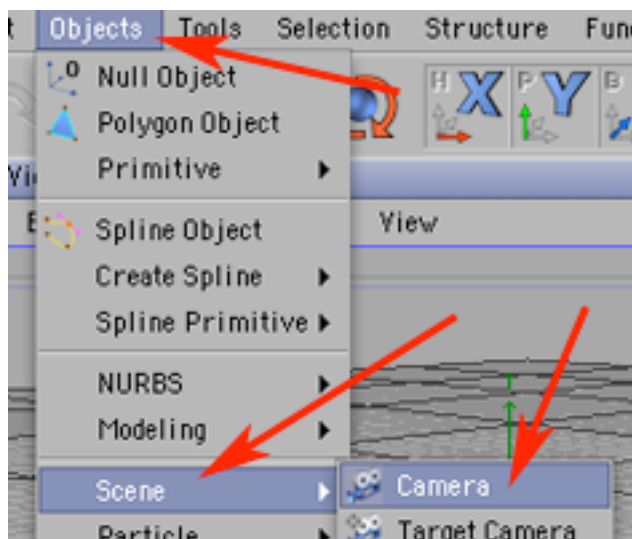 Objects Tools Selection Structure
H X P Y B
Null Object
Polygon Object
Primitive
View
Spline Object
Create Spline
Spline Primitive
NURBS
Modeling
Scene
Camera
Particle
Target Camera